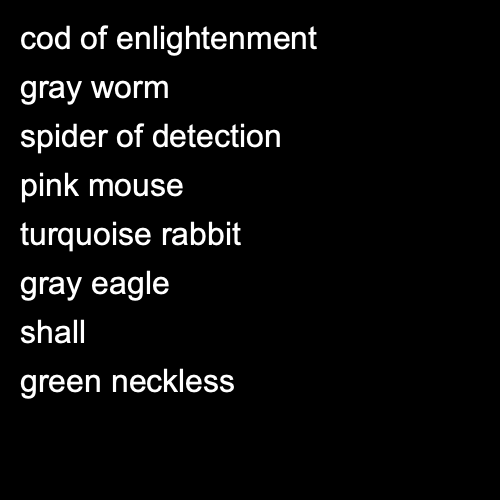 cod of enlightenment
gray worm
spider of detection
pink mouse
turquoise rabbit
gray eagle
shall
green neckless